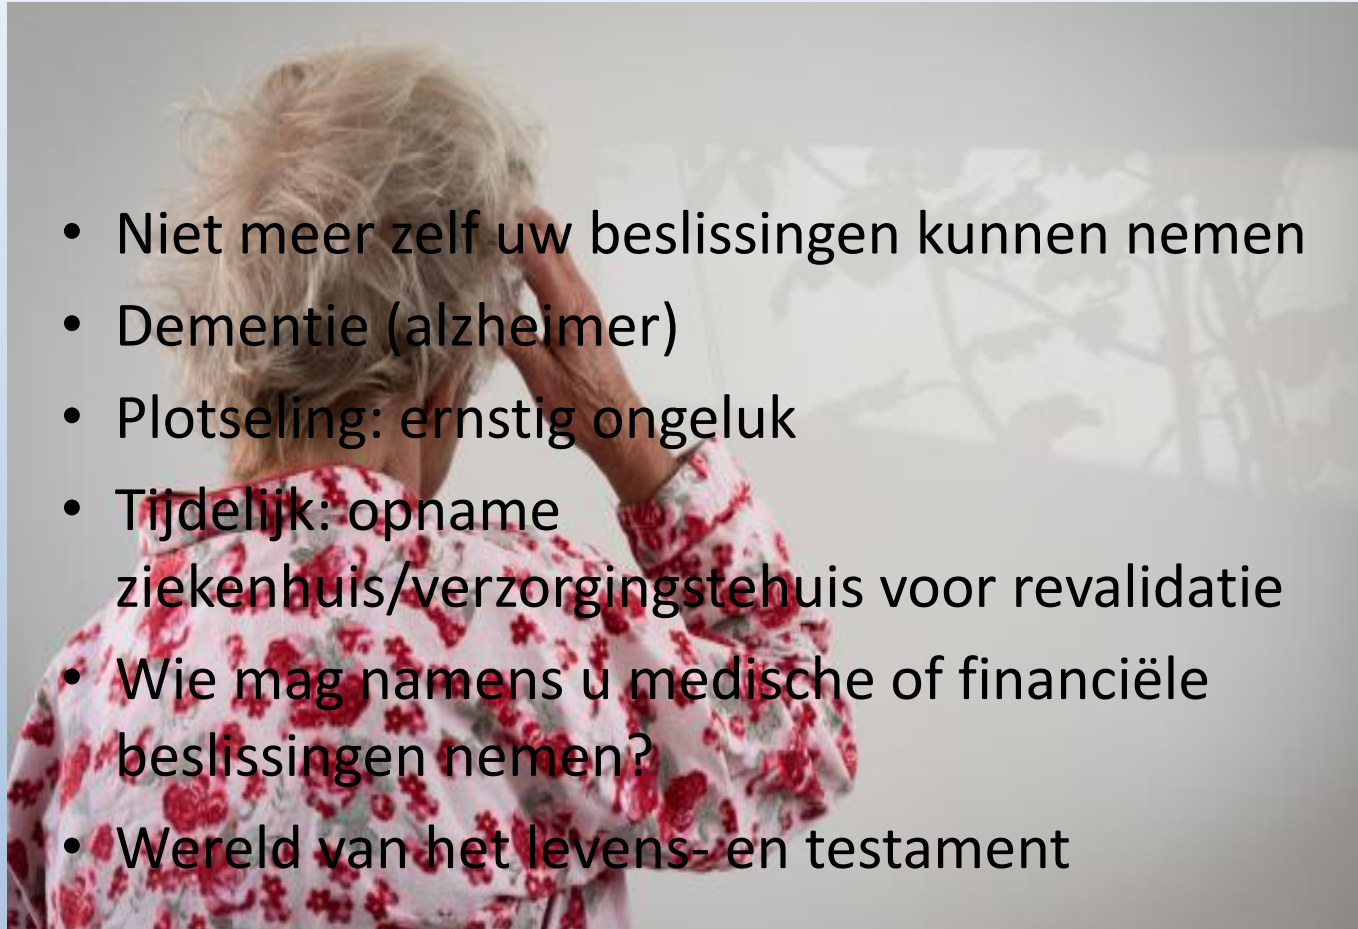 • Niet meer zelf uw beslissingen kunnen nemen
• Dementie (alzheimer)
• Plotseling: ernstig ongeluk
• Tijdelijk: opname
ziekenhuis/verzorgingstehuis voor revalidatie
• Wie mag namens u medische of financiële
beslissingen nemen?
• Wereld van het levens- en testament